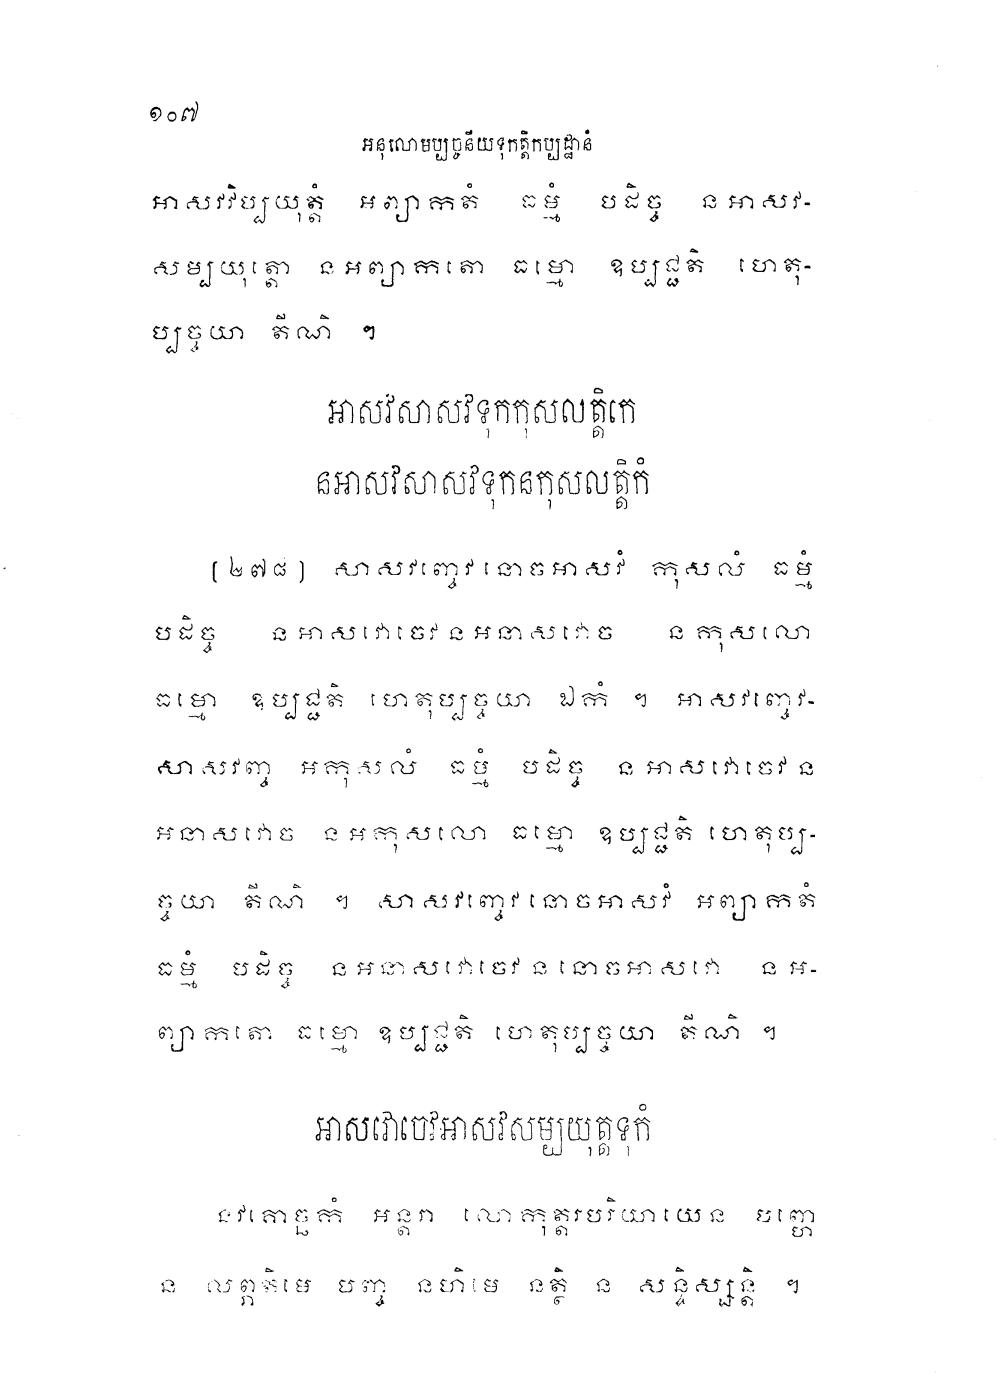 ១០៧
អនុលោមប្បច្ចនីយទុកត្តិកប្បដ្ឋានំ
អាសវវិប្បយុត្តំ អព្យាកតំ ធម្មំ បដិច្ច នអាសវ-
សម្បយុត្តោ នអព្យាកតោ ធម្មោ ឧប្បជ្ជតិ ហេតុ-
ប្បច្ចយា តីណិ ។
អាសវសាសវទុកកុសលត្តិកេ
នអាសវសាសវទុកនកុសលត្តិកំ
[២៧៨] សាសវញ្ចេវនោចអាសវំ កុសលំ ធម្មំ
បដិច្ច នអាសវោចេវនអនាសវោច នកុសលោ
ធម្មោ ឧប្បជ្ជតិ ហេតុប្បច្ចយា ឯកំ ។ អាសវញ្ចេវ-
សាសវញ្ច អកុសលំ ធម្មំ បដិច្ច នអាសវោចេវន
អនាសវោច នអកុសលោ ធម្មោ ឧប្បជ្ជតិ ហេតុប្ប-
ច្ចយា តីណិ ។ សាសវញ្ចេវនោចអាសវំ អព្យាកតំ
ធម្មំ បដិច្ច នអនាសវោចេវននោចអាសវោ នអ-
ព្យាកតោ ធម្មោ ឧប្បជ្ជតិ ហេតុប្បច្ចយា តីណិ ។
អាសវោចេវអាសវសម្បយុត្តទុកំ
អន្តរា លោកុត្តរបរិយាយេន បញ្ហេ
ន លព្ភតិមេ បញ្ច នហិមេ នត្ថិ ន សន្ទិស្សន្តិ ។